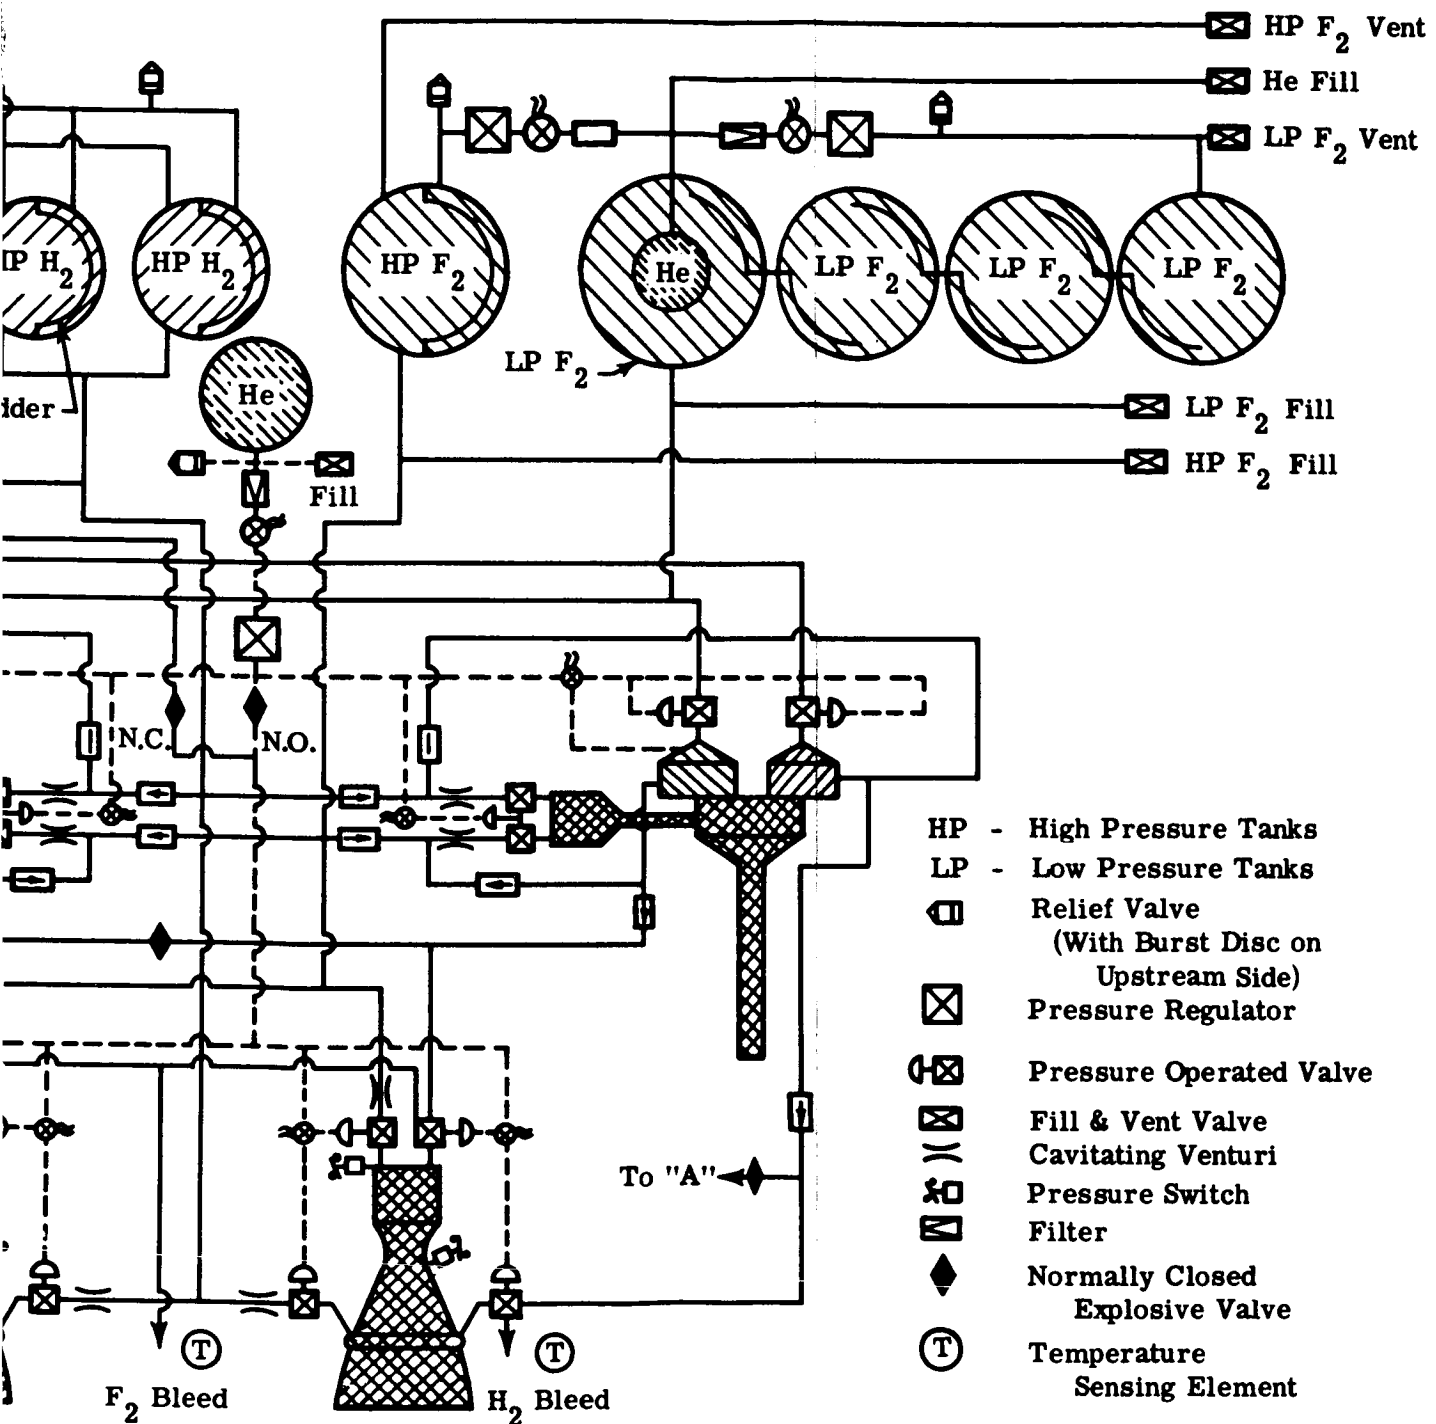 HP F2 Vent
He Fill
LP F2 Vent
HP H2
HP F2
He
LP F2
LP F2
LP F2
LP F2
He
LP F2 Fill
HP F2 Fill
Fill
N.C.
N.O.
HP - High Pressure Tanks
LP - Low Pressure Tanks
Relief Valve
(With Burst Disc on
Upstream Side)
Pressure Regulator
Pressure Operated Valve
Fill & Vent Valve
Cavitating Venturi
To "A"
Pressure Switch
Filter
Normally Closed
Explosive Valve
T
T
T
Temperature
Sensing Element
F2 Bleed
H2 Bleed